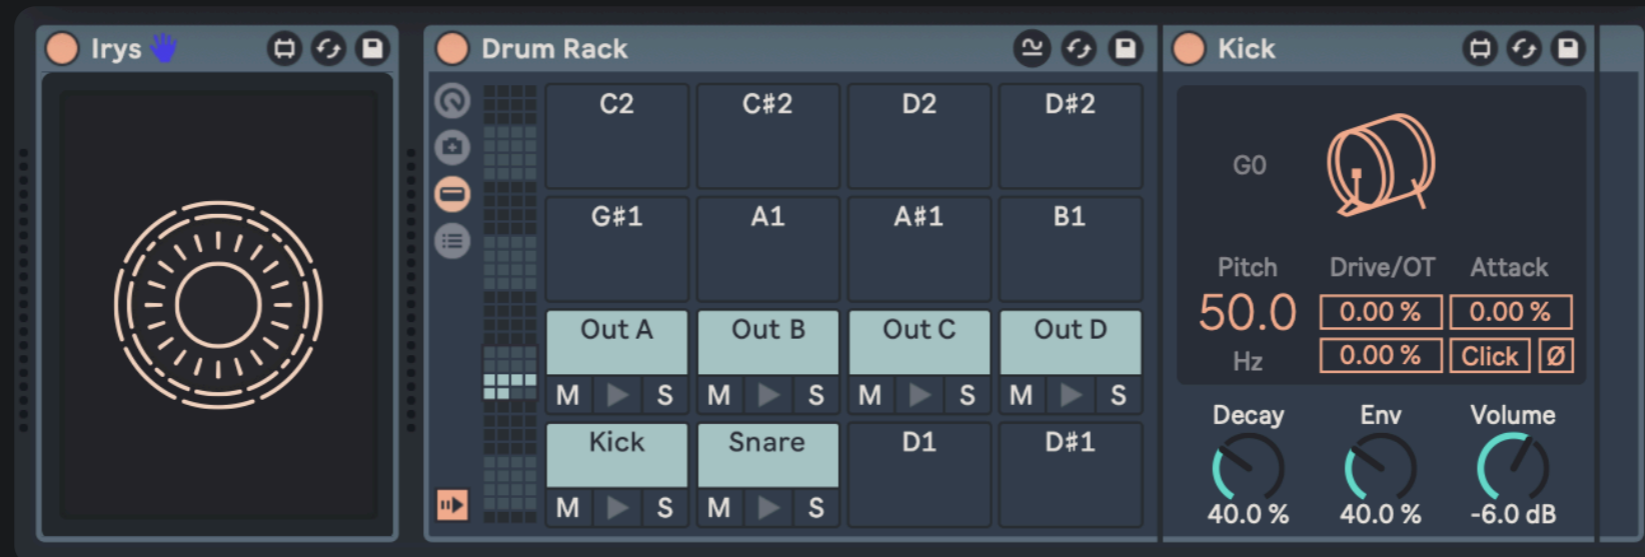 Irys
Drum Rack
Kick
C2 C#2 D2 D#2
G#1 A1 A#1 B1
Out A Out B Out C Out D
M S M S M S M S
Kick Snare D1 D#1
M S M S
G0
Pitch Drive/OT Attack
50.0 0.00 % 0.00 %
Hz 0.00 % Click Ø
Decay Env Volume
40.0 % 40.0 % -6.0 dB